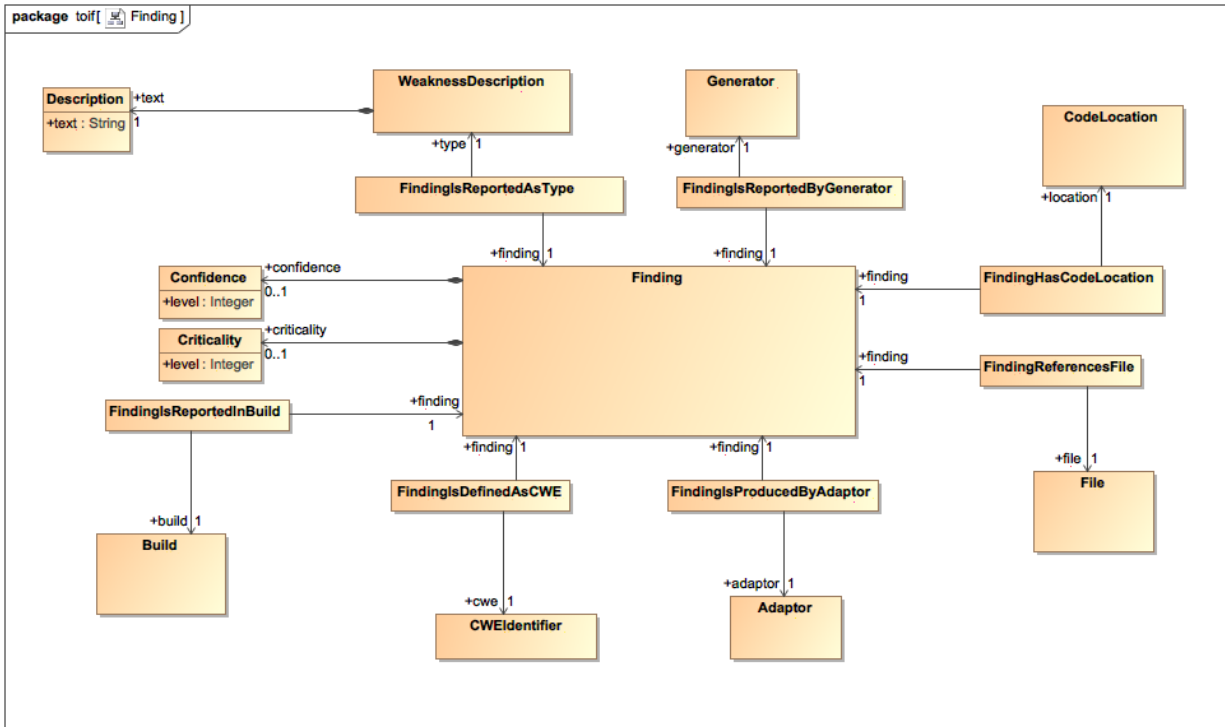 package toif[ Finding ]
WeaknessDescription
Generator
Description
+text
+text : String
1
CodeLocation
+type 1
+generator 1
FindingIsReportedAsType
FindingIsReportedByGenerator
+location 1
+finding 1
+finding 1
Confidence
+level : Integer
+confidence
0..1
Finding
+finding
1
FindingHasCodeLocation
Criticality
+level : Integer
+criticality
0..1
+finding
1
FindingReferencesFile
FindingIsReportedInBuild
+finding
1
+finding 1
+finding 1
+file 1
FindingIsDefinedAsCWE
FindingIsProducedByAdaptor
File
+build 1
Build
+adaptor 1
+cwe 1
Adaptor
CWEIdentifier